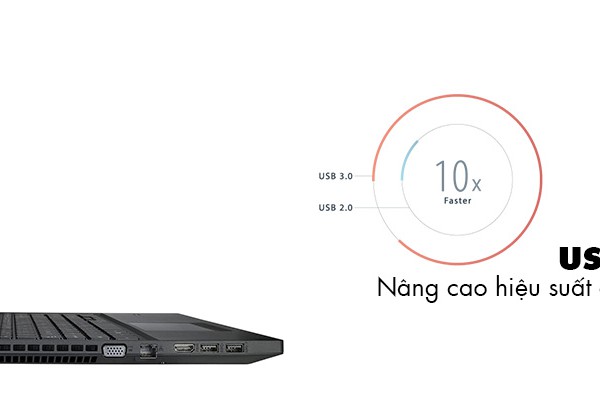 USB 3.0
10x
Faster
USB 2.0
US
Nâng cao hiệu suất